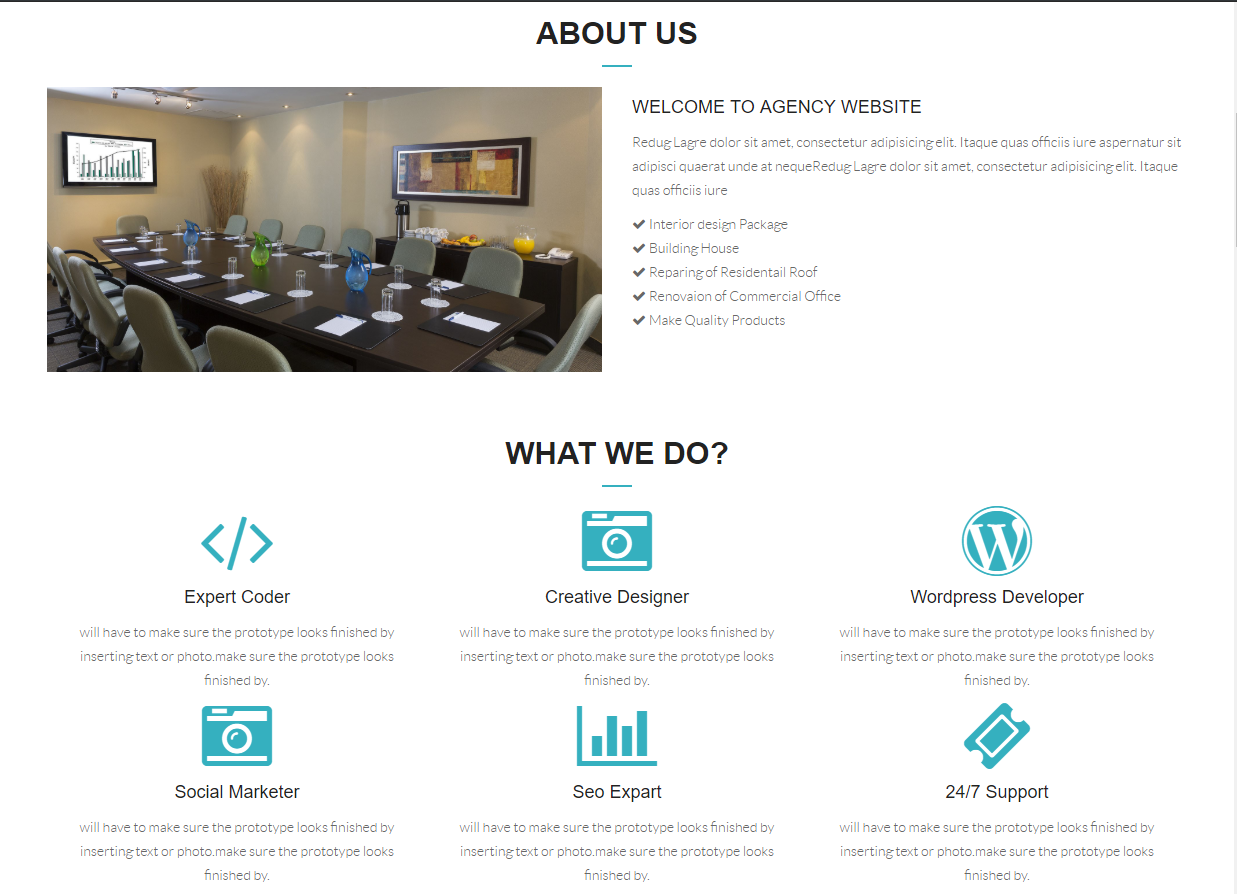 ABOUT US
WELCOME TO AGENCY WEBSITE
Redug Lagre dolor sit amet, consectetur adipisicing elit. Itaque quas officiis iure aspernatur sit
adipisci quaerat unde at nequeRedug Lagre dolor sit amet, consectetur adipisicing elit. Itaque
quas officiis iure
Interior design Package
Building House
Reparing of Residentail Roof
Renovaion of Commercial Office
Make Quality Products
WHAT WE DO?
Expert Coder
will have to make sure the prototype looks finished by
inserting text or photo.make sure the prototype looks
finished by.
Creative Designer
will have to make sure the prototype looks finished by
inserting text or photo.make sure the prototype looks
finished by.
Wordpress Developer
will have to make sure the prototype looks finished by
inserting text or photo.make sure the prototype looks
finished by.
Social Marketer
will have to make sure the prototype looks finished by
inserting text or photo.make sure the prototype looks
finished by.
Seo Expart
will have to make sure the prototype looks finished by
inserting text or photo.make sure the prototype looks
finished by.
24/7 Support
will have to make sure the prototype looks finished by
inserting text or photo.make sure the prototype looks
finished by.